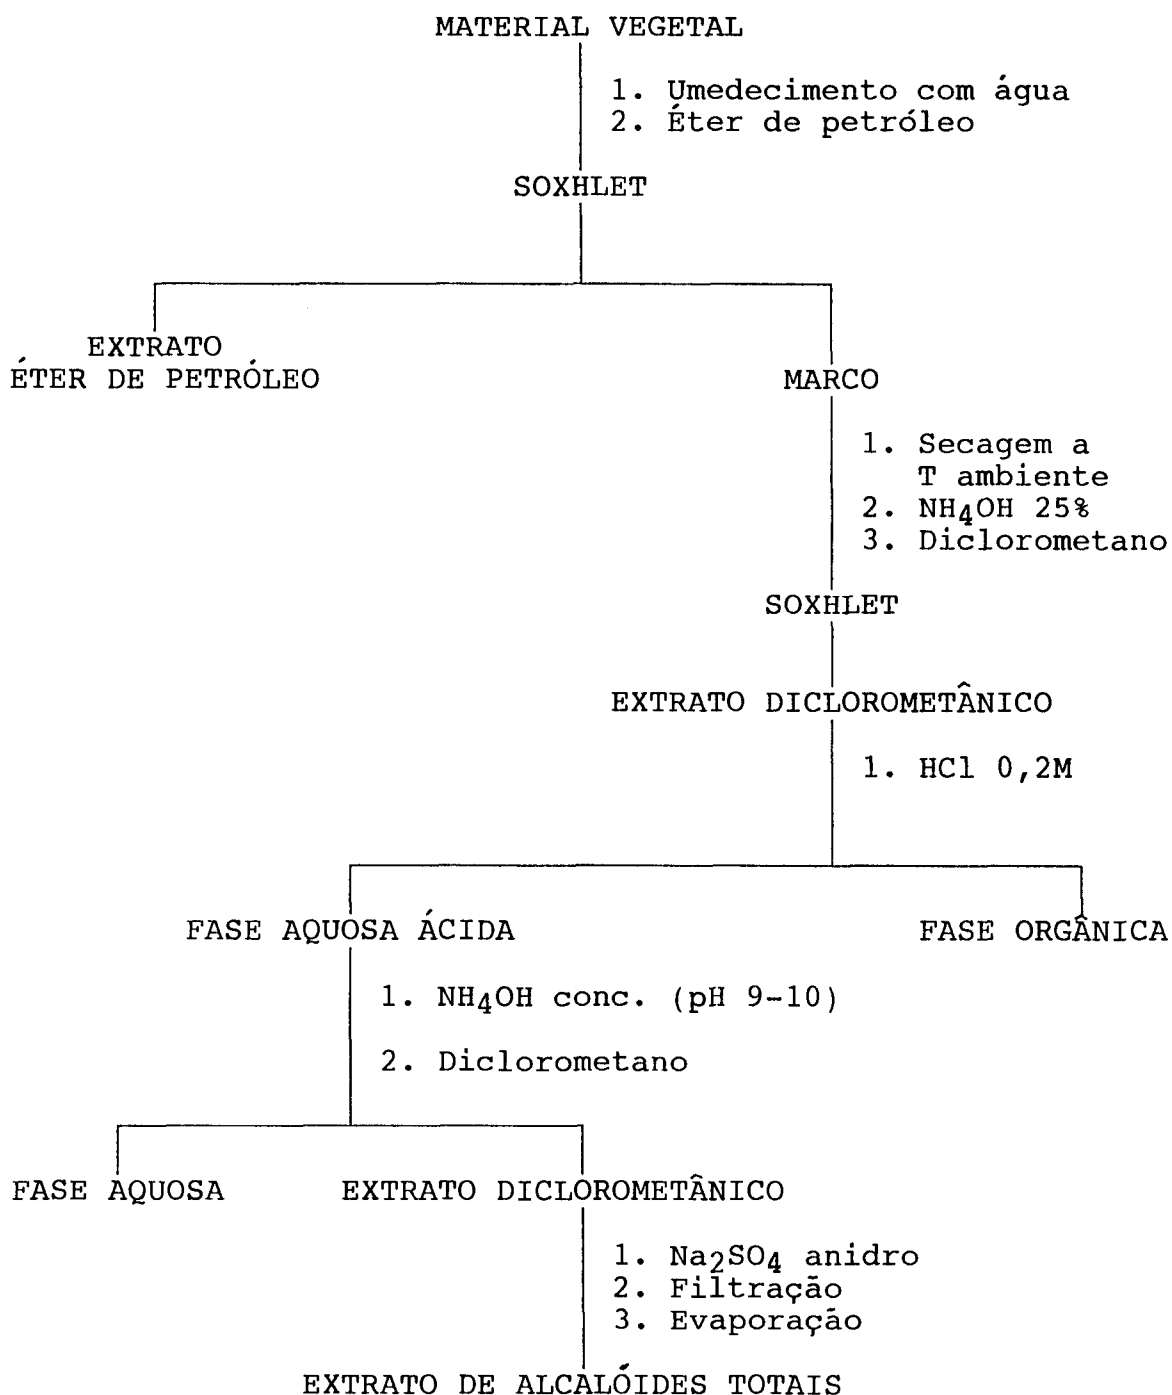 MATERIAL VEGETAL
1. Umedecimento com água
2. Éter de petróleo
SOXHLET
EXTRATO
ÉTER DE PETRÓLEO
MARCO
1. Secagem a
T ambiente
2. NH4OH 25%
3. Diclorometano
SOXHLET
EXTRATO DICLOROMETÂNICO
1. HCl 0,2M
FASE AQUOSA ÁCIDA
FASE ORGÂNICA
1. NH4OH conc. (pH 9-10)
2. Diclorometano
FASE AQUOSA
EXTRATO DICLOROMETÂNICO
1. Na2SO4 anidro
2. Filtração
3. Evaporação
EXTRATO DE ALCALÓIDES TOTAIS